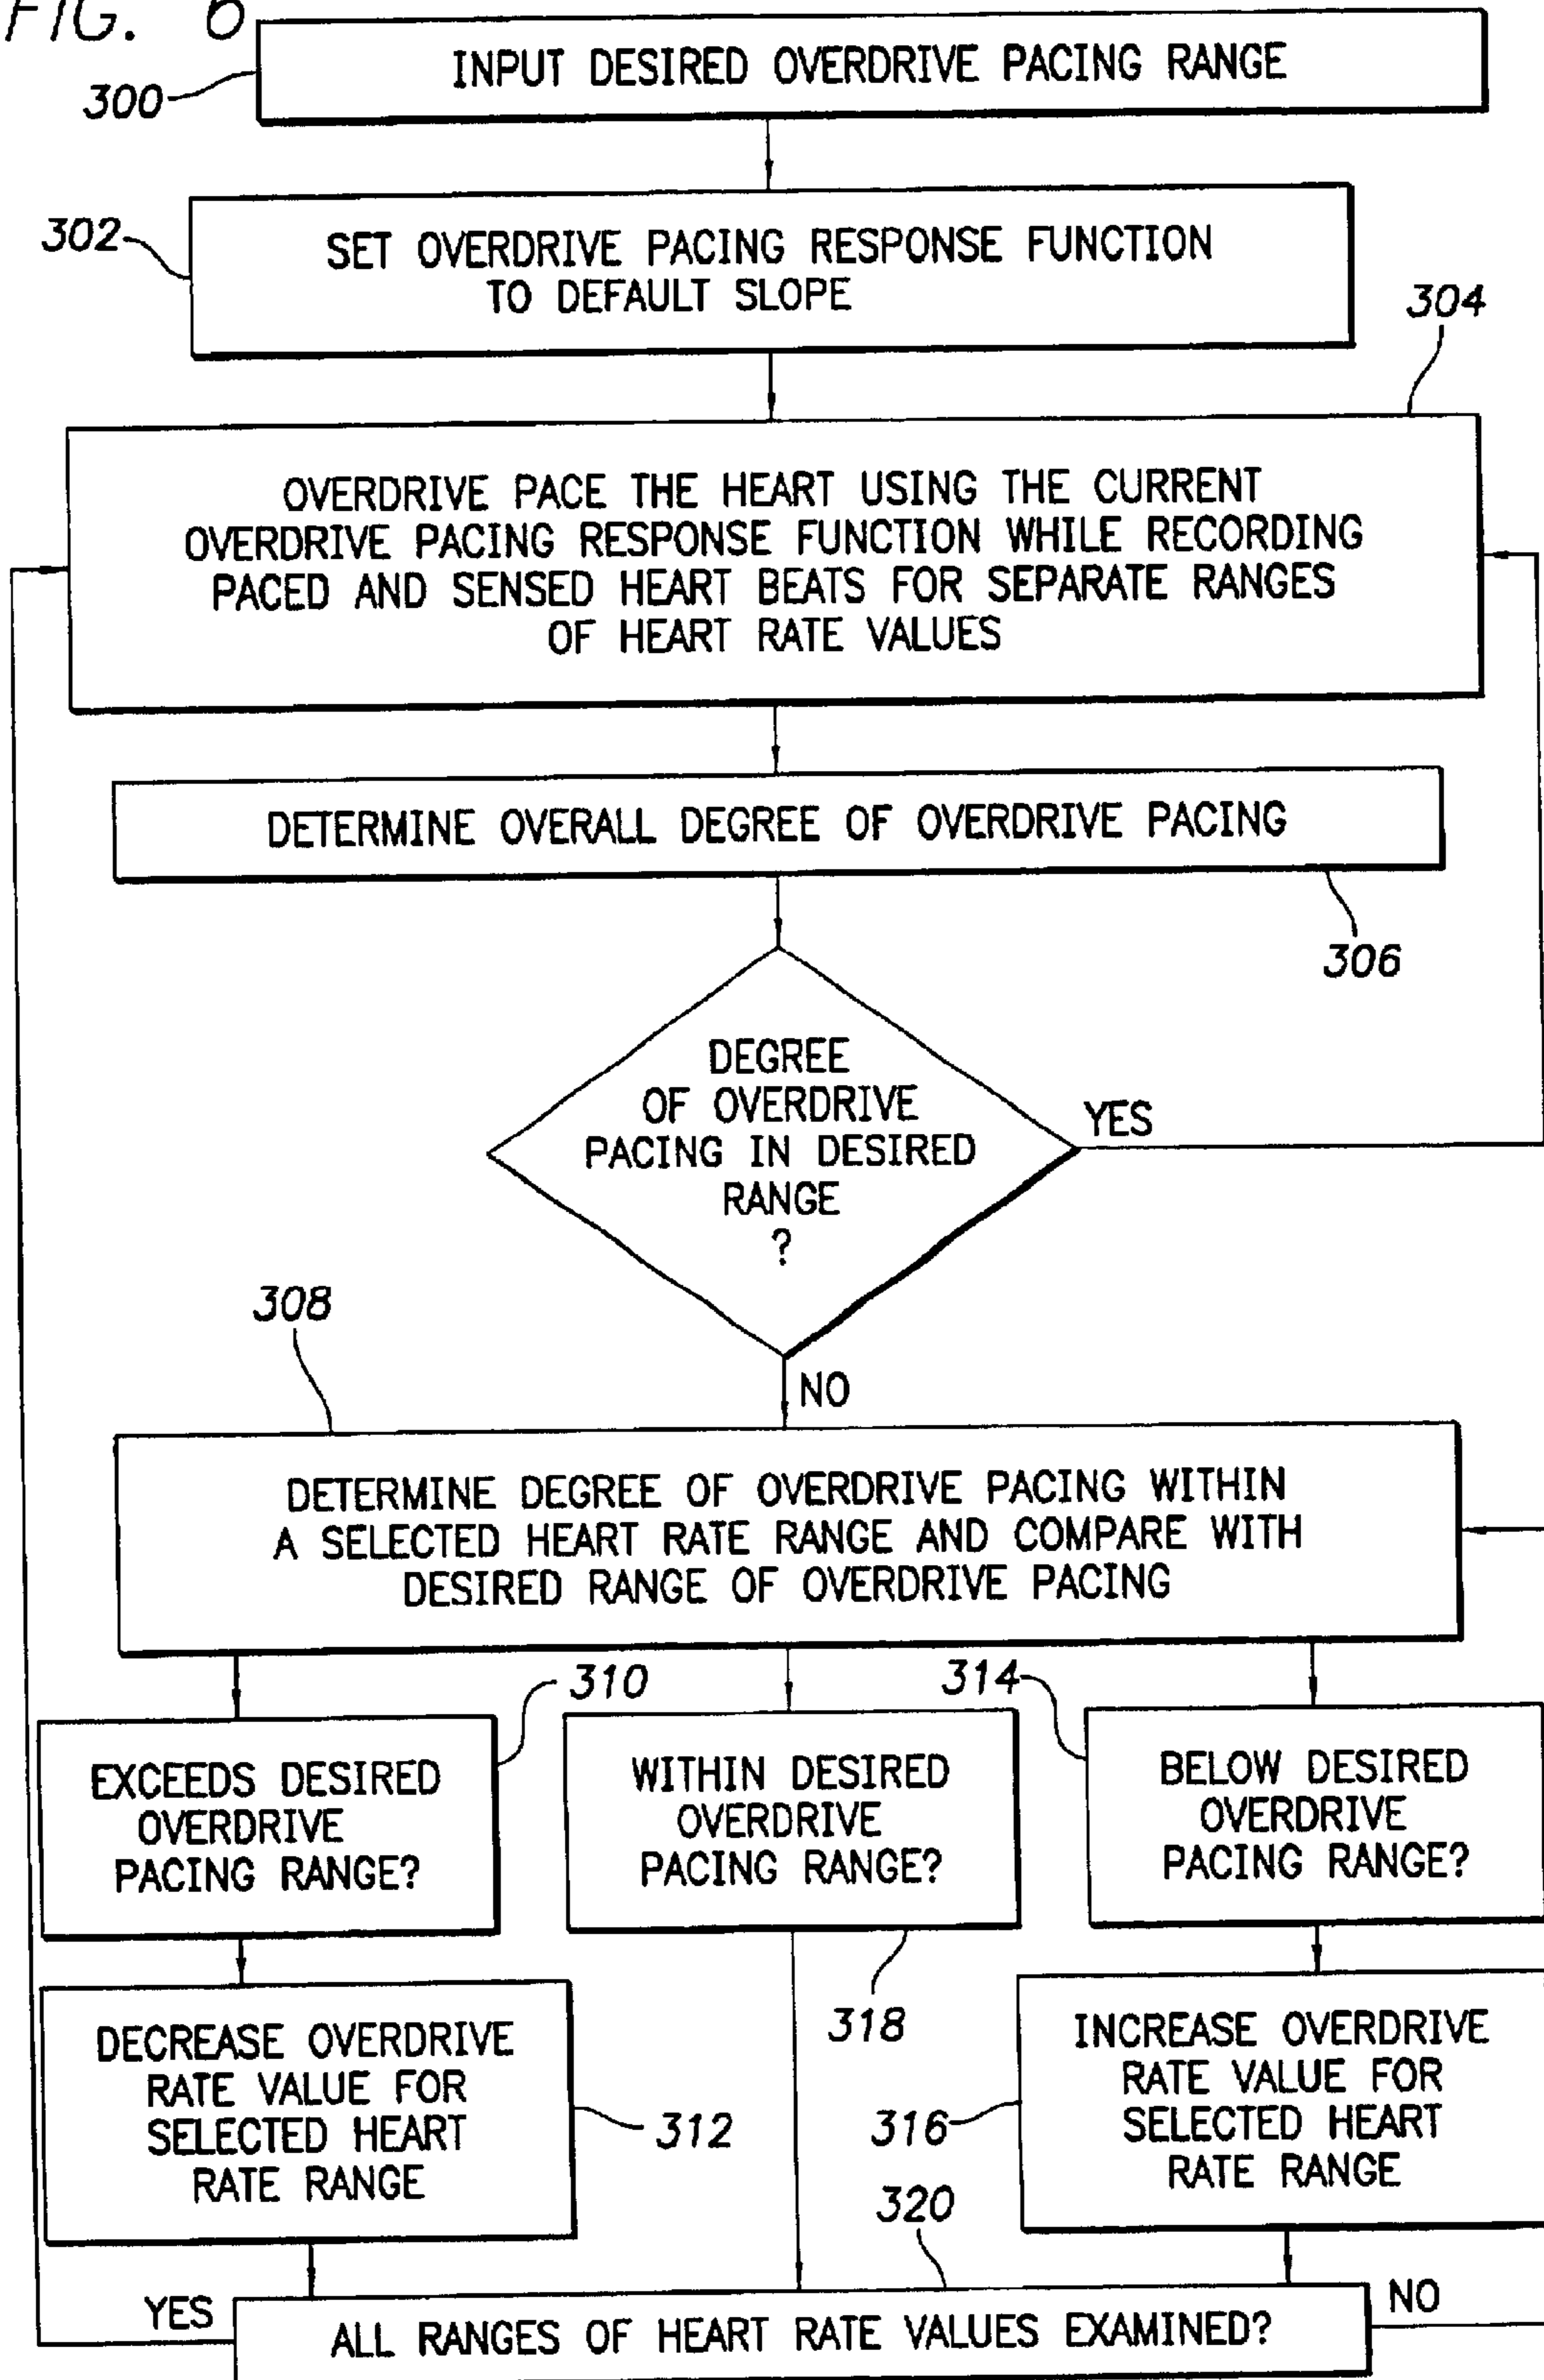 FIG. 6
300
INPUT DESIRED OVERDRIVE PACING RANGE
302
SET OVERDRIVE PACING RESPONSE FUNCTION
TO DEFAULT SLOPE
304
OVERDRIVE PACE THE HEART USING THE CURRENT
OVERDRIVE PACING RESPONSE FUNCTION WHILE RECORDING
PACED AND SENSED HEART BEATS FOR SEPARATE RANGES
OF HEART RATE VALUES
DETERMINE OVERALL DEGREE OF OVERDRIVE PACING
306
DEGREE
OF OVERDRIVE
PACING IN DESIRED
RANGE
?
YES
NO
308
DETERMINE DEGREE OF OVERDRIVE PACING WITHIN
A SELECTED HEART RATE RANGE AND COMPARE WITH
DESIRED RANGE OF OVERDRIVE PACING
310
EXCEEDS DESIRED
OVERDRIVE
PACING RANGE?
WITHIN DESIRED
OVERDRIVE
PACING RANGE?
318
314
BELOW DESIRED
OVERDRIVE
PACING RANGE?
DECREASE OVERDRIVE
RATE VALUE FOR
SELECTED HEART
RATE RANGE
312
316
INCREASE OVERDRIVE
RATE VALUE FOR
SELECTED HEART
RATE RANGE
320
YES
ALL RANGES OF HEART RATE VALUES EXAMINED?
NO